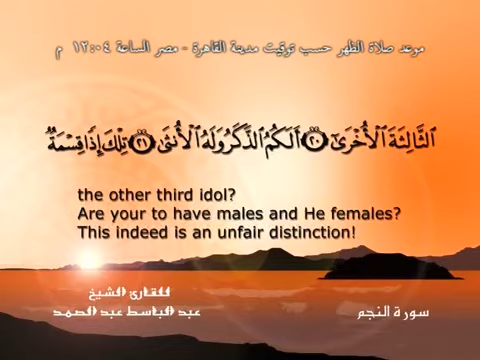 موعد صلاة الظهر حسب توقيت مدينة القاهرة - مصر الساعة ١٢:٠٤ م
ٱلثَّالِثَةَ ٱلْأُخْرَىٰٓ ۝٢٠ أَلَكُمُ ٱلذَّكَرُ وَلَهُ ٱلْأُنثَىٰ ۝٢١ تِلْكَ إِذًا قِسْمَةٌ
the other third idol?
Are your to have males and He females?
This indeed is an unfair distinction!
للقارئ الشيخ
عبد الباسط عبد الصمد
سورة النجم